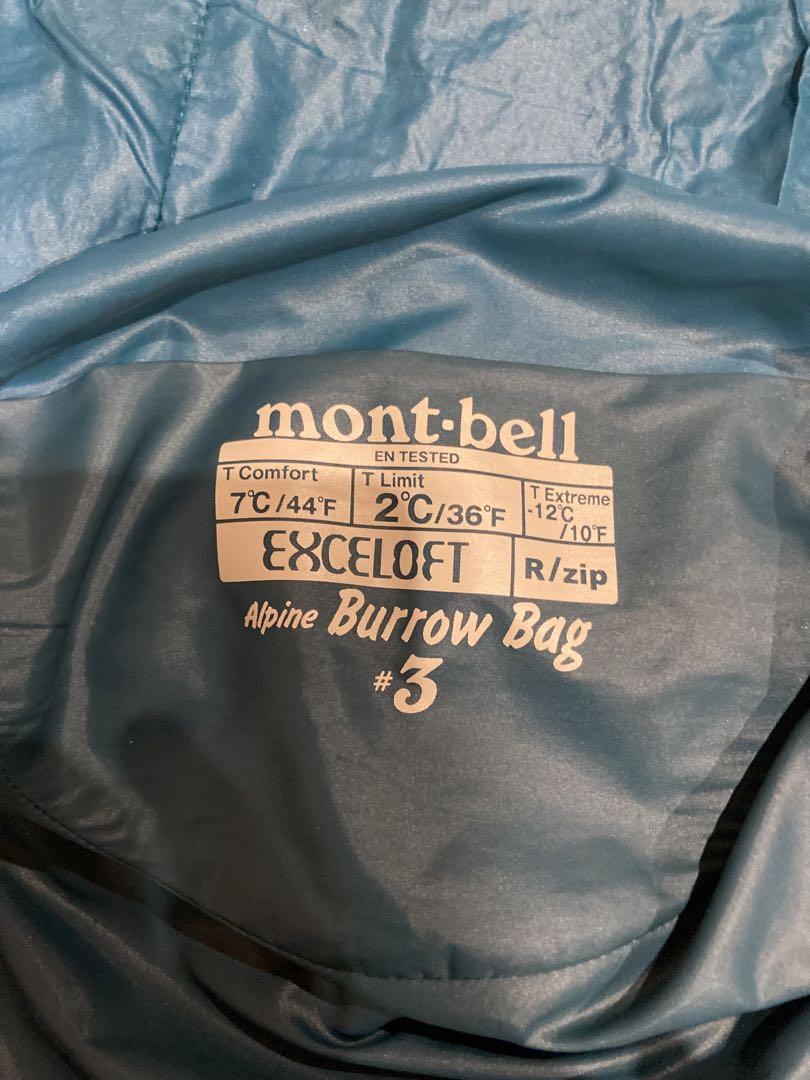 mont-bell
EN TESTED
T Comfort
7℃/44°F
T Limit
2℃/36°F
T Extreme
-12℃
/10°F
EXCELOFT
R/zip
Alpine Burrow Bag
#3